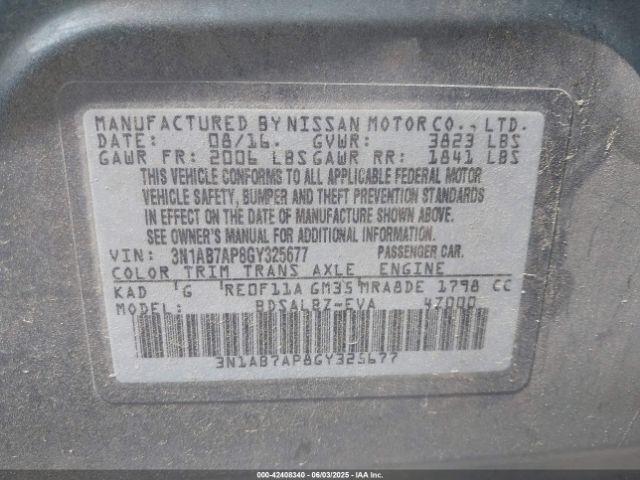 MANUFACTURED BY NISSAN MOTOR CO., LTD.
DATE: 08/16. GVWR: 3823 LBS
GAWR FR: 2006 LBS GAWR RR: 1841 LBS
THIS VEHICLE CONFORMS TO ALL APPLICABLE FEDERAL MOTOR
VEHICLE SAFETY, BUMPER AND THEFT PREVENTION STANDARDS
IN EFFECT ON THE DATE OF MANUFACTURE SHOWN ABOVE.
SEE OWNER'S MANUAL FOR ADDITIONAL INFORMATION.
VIN: 3N1AB7AP8GY325677 PASSENGER CAR.
COLOR TRIM TRANS AXLE ENGINE
KAD G RE0F11A GM35 MRA8DE 1798 CC
MODEL: BDSALBZ-EVA 47000
3N1AB7AP8GY325677
000-42408340 - 06/03/2025 - IAAI.COM